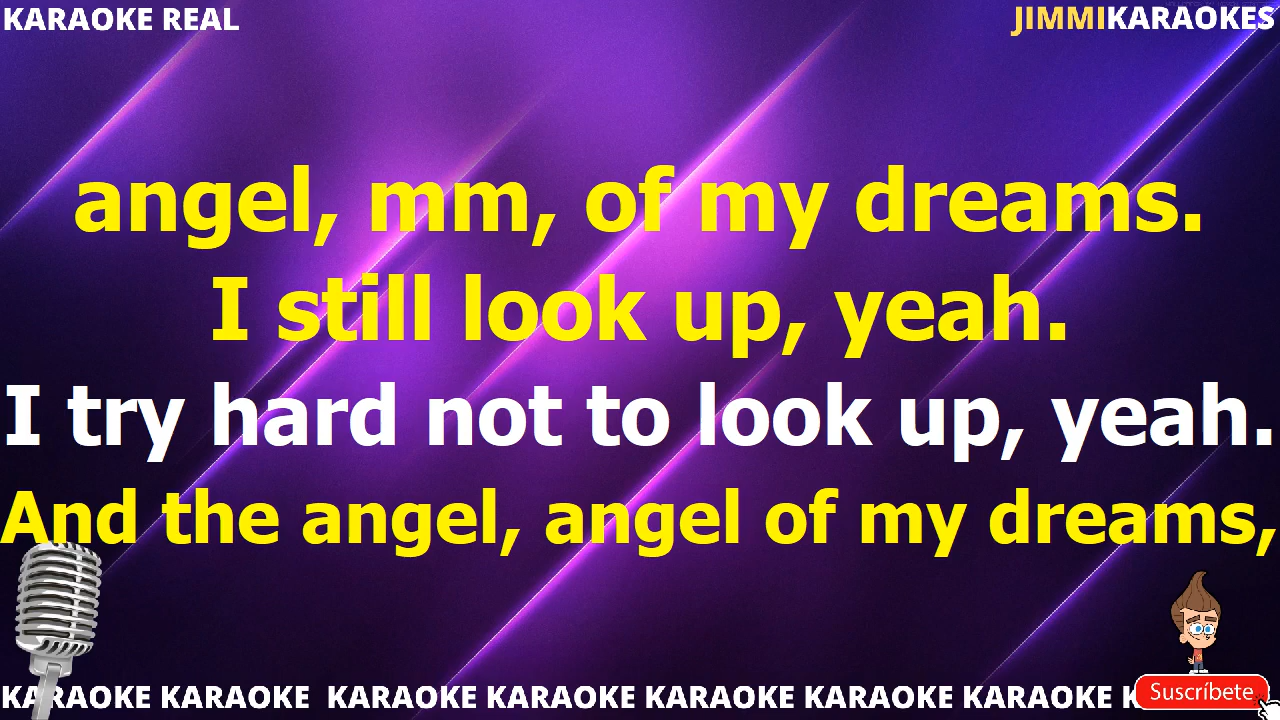 KARAOKE REAL
JIMMIKARAOKES
angel, mm, of my dreams.
I still look up, yeah.
I try hard not to look up, yeah.
And the angel, angel of my dreams,
KARAOKE KARAOKE KARAOKE KARAOKE KARAOKE KARAOKE KARAOKE K
Suscríbete